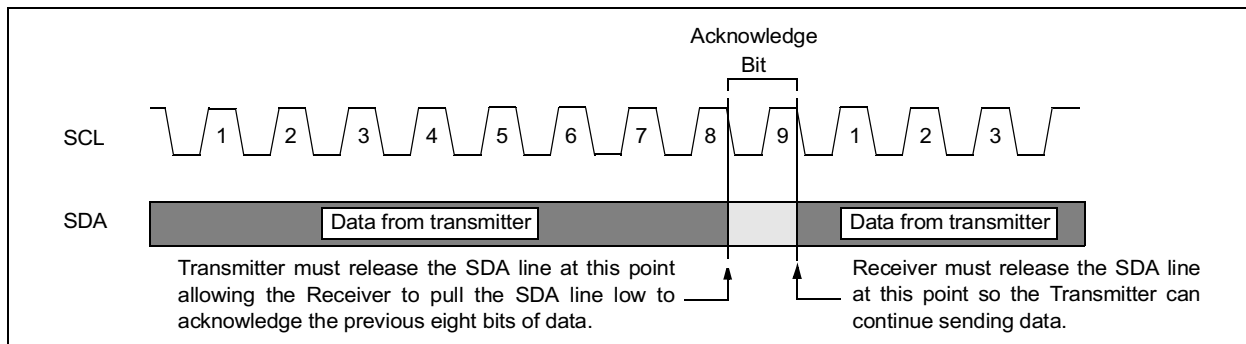 Acknowledge
Bit
SCL 1 2 3 4 5 6 7 8 9 1 2 3
SDA Data from transmitter Data from transmitter
Transmitter must release the SDA line at this point
allowing the Receiver to pull the SDA line low to
acknowledge the previous eight bits of data.
Receiver must release the SDA line
at this point so the Transmitter can
continue sending data.